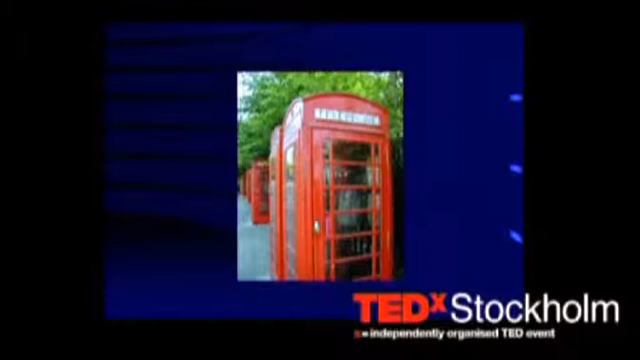 TEDxStockholm
x = independently organised TED event